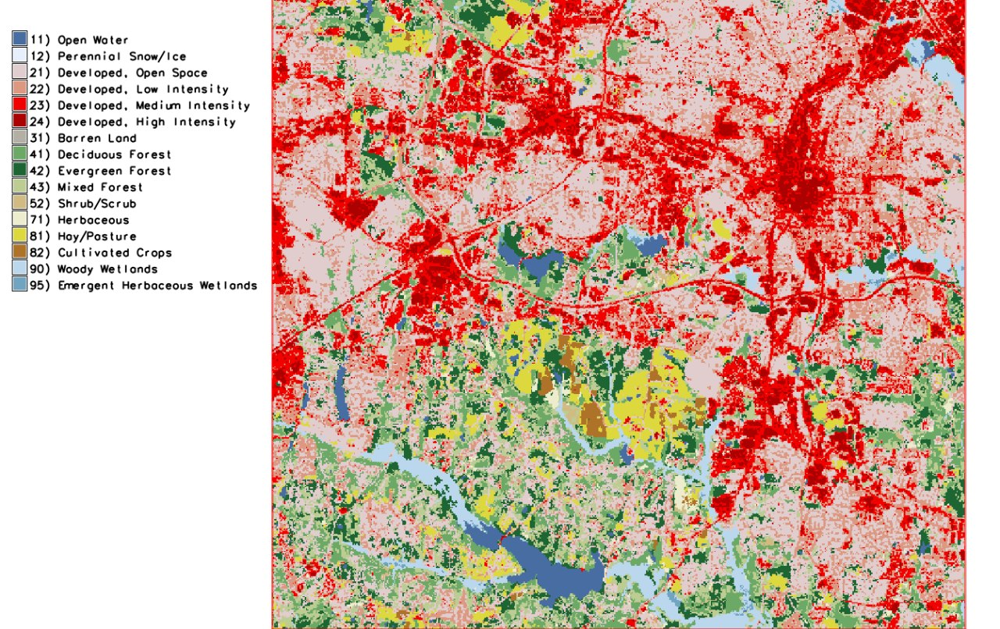 11) Open Water
12) Perennial Snow/Ice
21) Developed, Open Space
22) Developed, Low Intensity
23) Developed, Medium Intensity
24) Developed, High Intensity
31) Barren Land
41) Deciduous Forest
42) Evergreen Forest
43) Mixed Forest
52) Shrub/Scrub
71) Herbaceous
81) Hay/Pasture
82) Cultivated Crops
90) Woody Wetlands
95) Emergent Herbaceous Wetlands